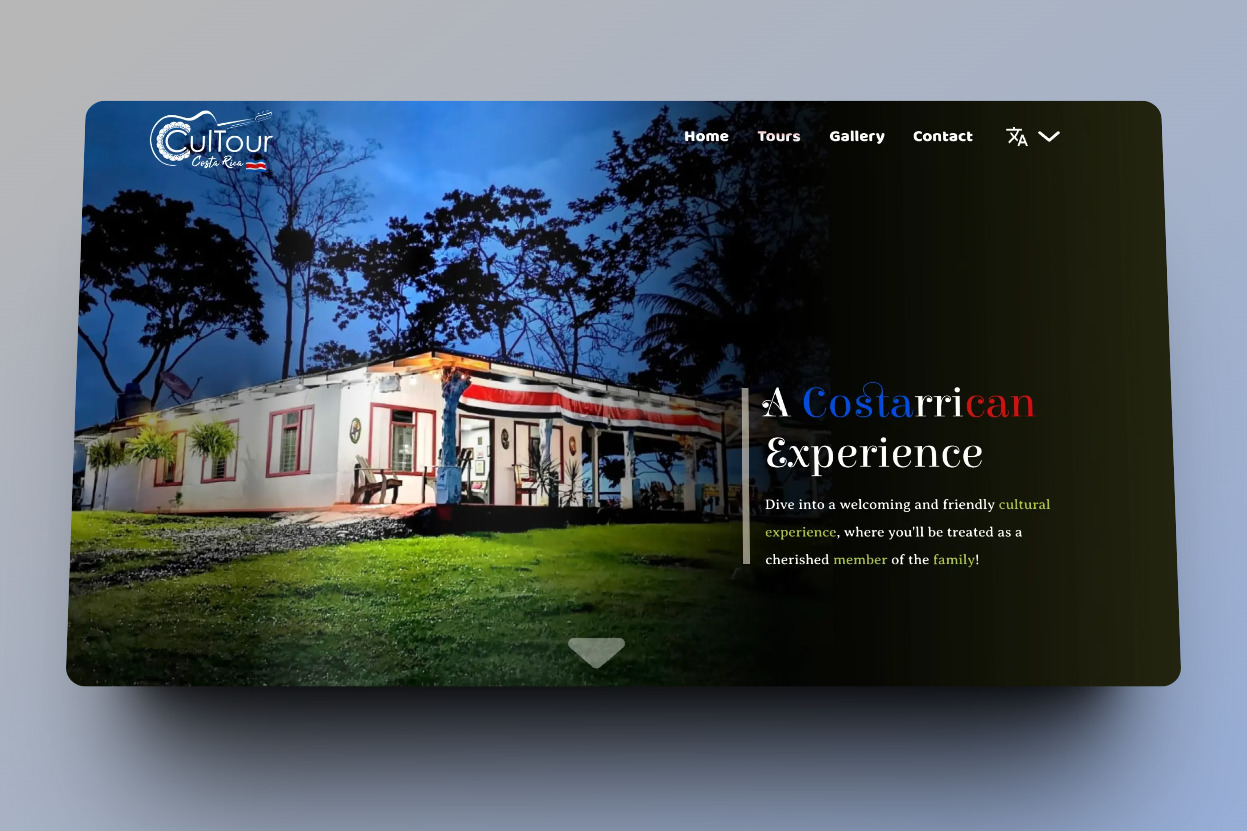 CulTour
Costa Rica
Home Tours Gallery Contact
A Costarrican
Experience
Dive into a welcoming and friendly cultural
experience, where you'll be treated as a
cherished member of the family!